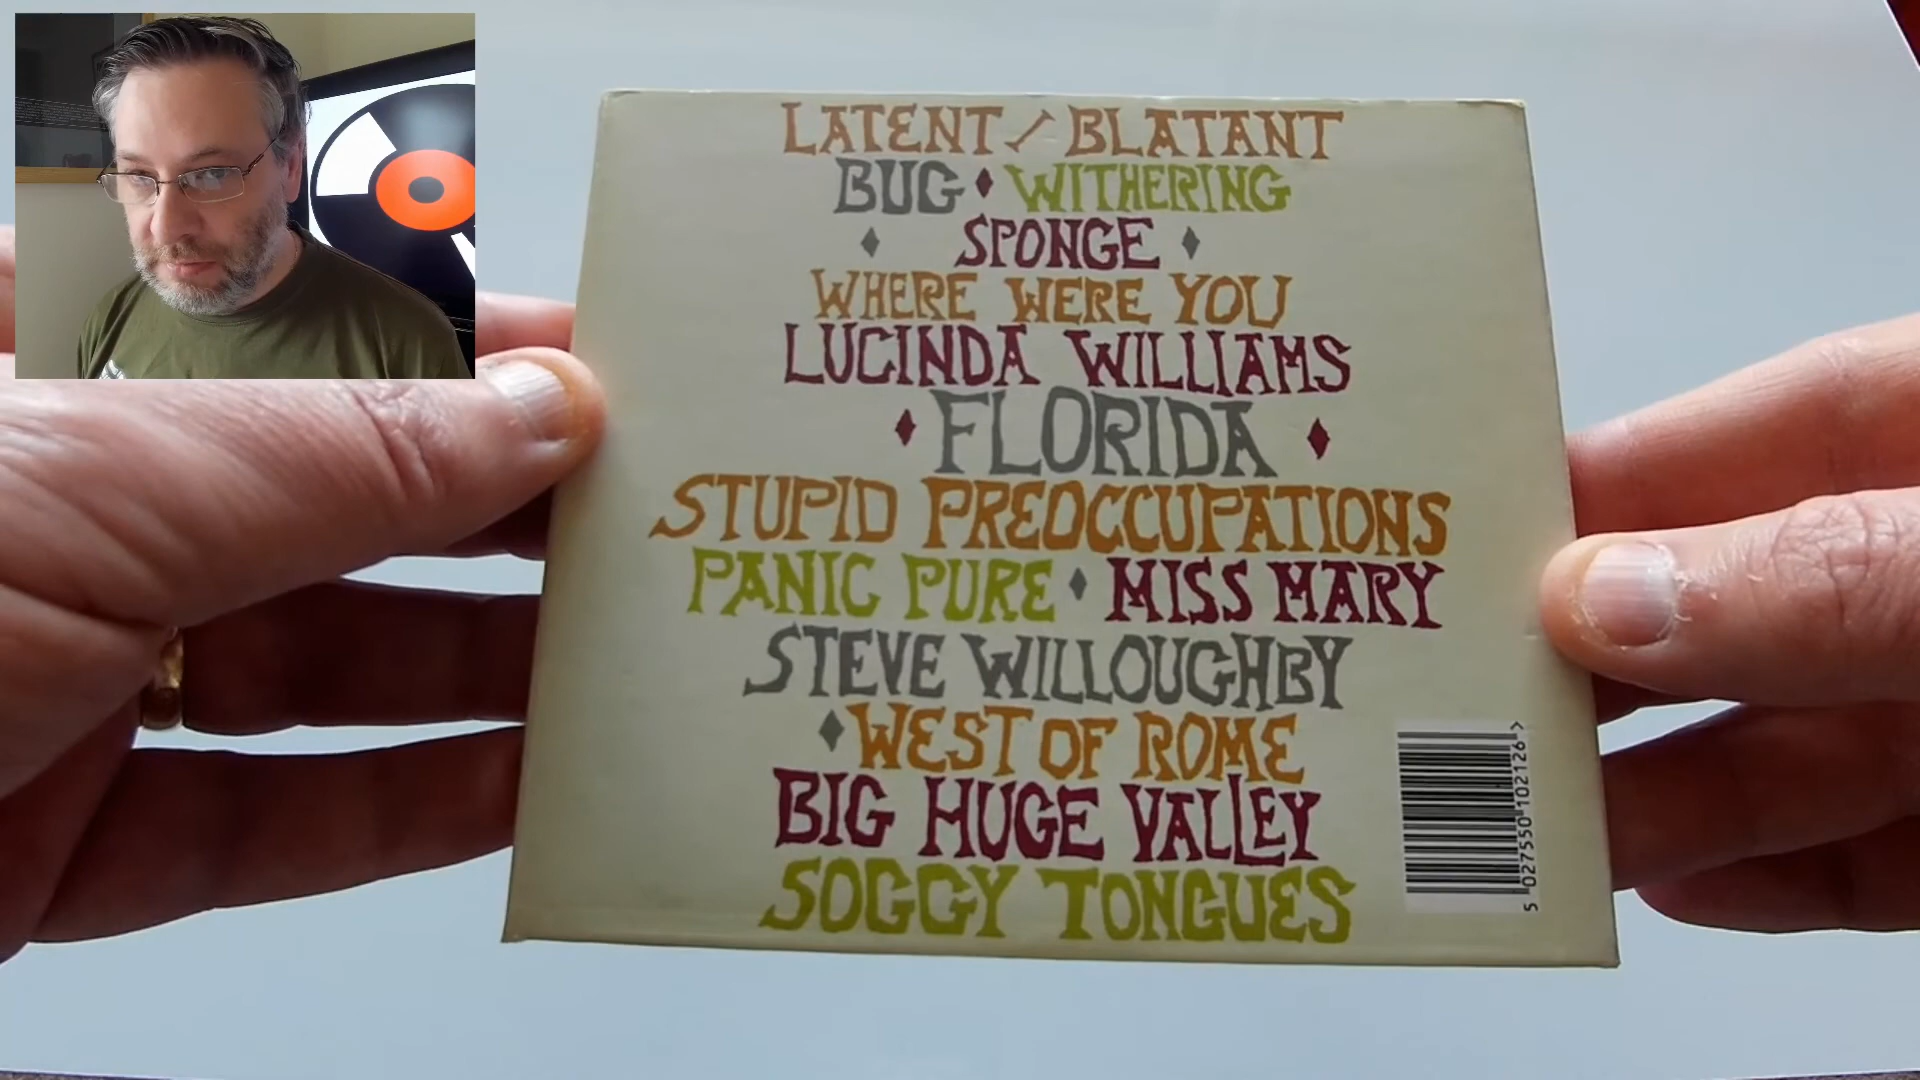 LATENT / BLATANT
BUG ♦ WITHERING
♦ SPONGE ♦
WHERE WERE YOU
LUCINDA WILLIAMS
♦ FLORIDA ♦
STUPID PREOCCUPATIONS
PANIC PURE ♦ MISS MARY
STEVE WILLOUGHBY
♦ WEST OF ROME
BIG HUGE VALLEY
SOGGY TONGUES
5 027550 102126 >